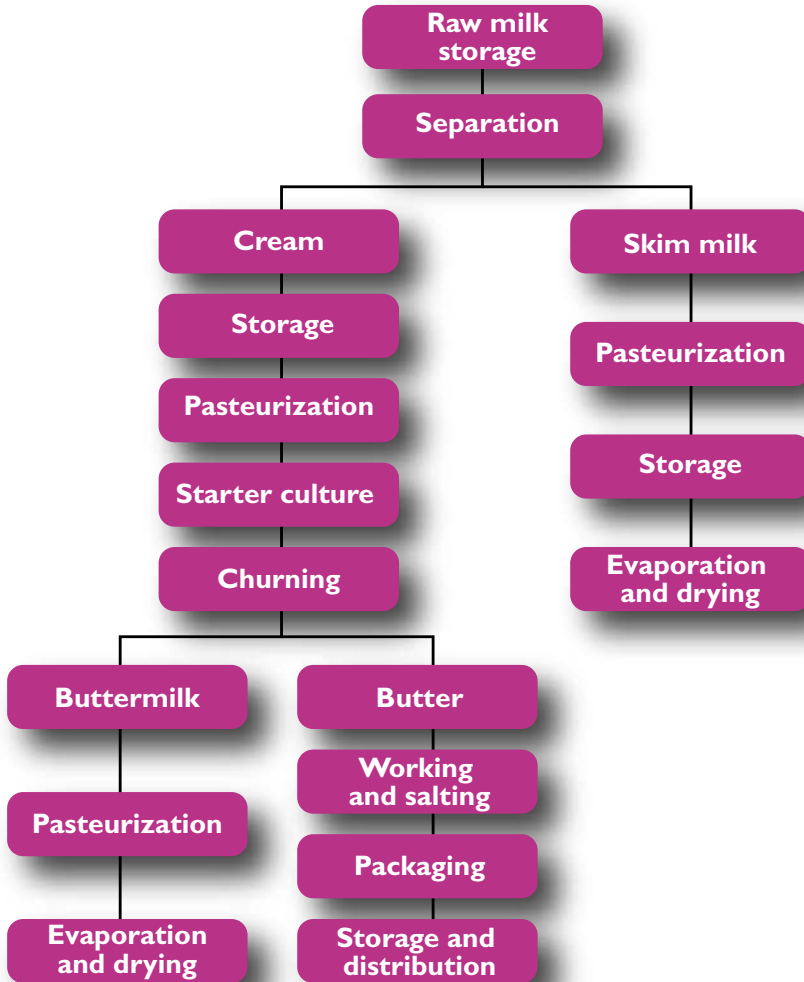 Raw milk
storage
Separation
Cream
Skim milk
Storage
Pasteurization
Pasteurization
Starter culture
Storage
Churning
Evaporation
and drying
Buttermilk
Butter
Working
and salting
Pasteurization
Packaging
Evaporation
and drying
Storage and
distribution